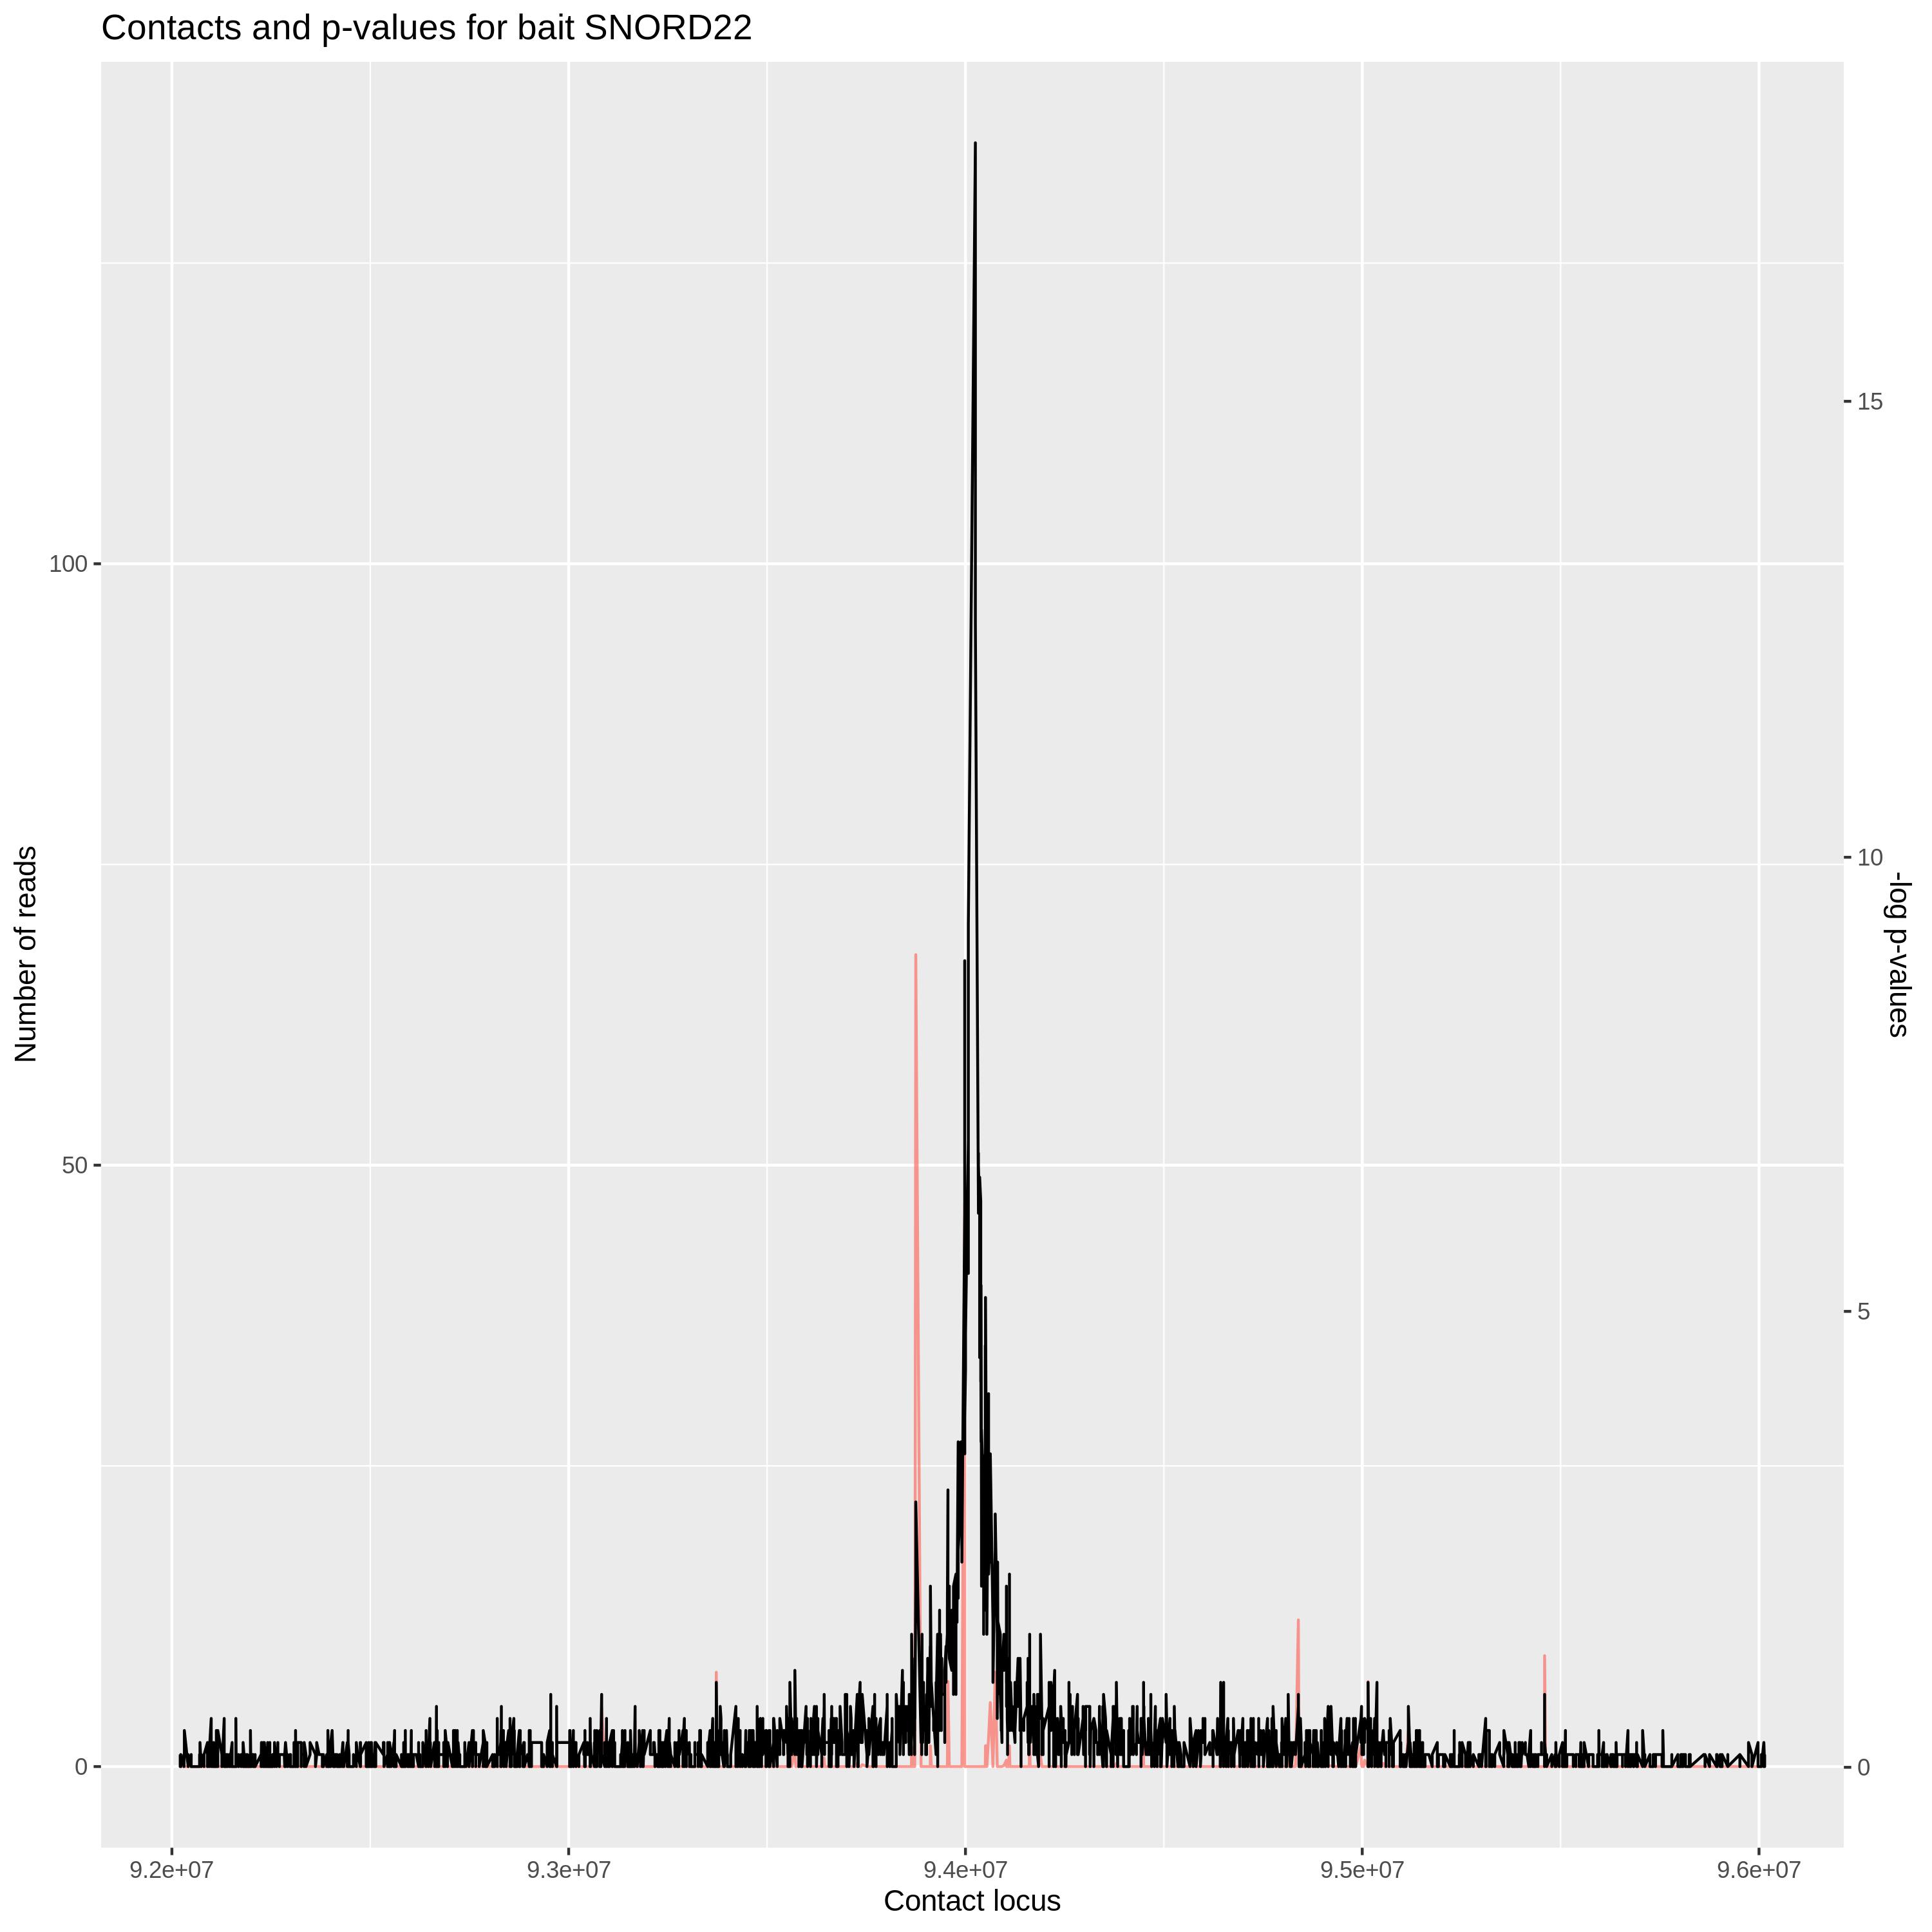 Contacts and p-values for bait SNORD22
Number of reads
100
50
0
15
10
5
0
-log p-values
9.2e+07
9.3e+07
9.4e+07
9.5e+07
9.6e+07
Contact locus